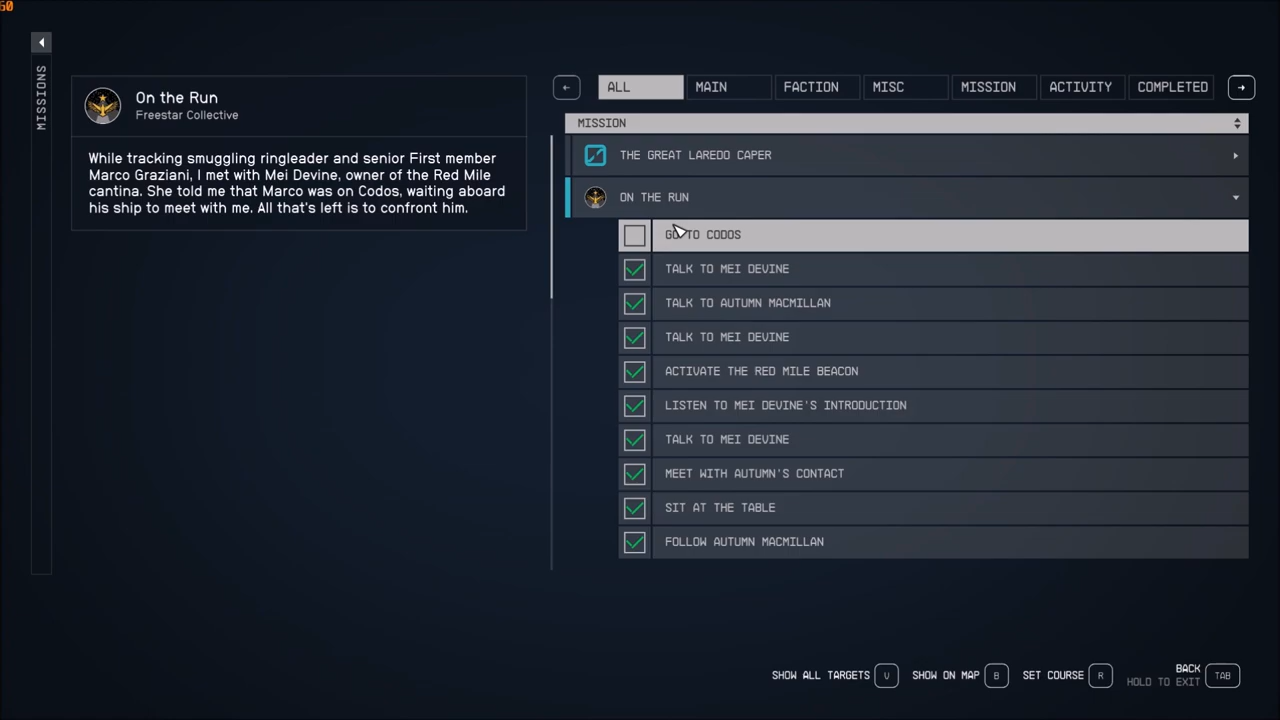 60
MISSIONS
On the Run
Freestar Collective
While tracking smuggling ringleader and senior First member
Marco Graziani, I met with Mei Devine, owner of the Red Mile
cantina. She told me that Marco was on Codos, waiting aboard
his ship to meet with me. All that's left is to confront him.
ALL
MAIN
FACTION
MISC
MISSION
ACTIVITY
COMPLETED
MISSION
THE GREAT LAREDO CAPER
ON THE RUN
GO TO CODOS
TALK TO MEI DEVINE
TALK TO AUTUMN MACMILLAN
TALK TO MEI DEVINE
ACTIVATE THE RED MILE BEACON
LISTEN TO MEI DEVINE'S INTRODUCTION
TALK TO MEI DEVINE
MEET WITH AUTUMN'S CONTACT
SIT AT THE TABLE
FOLLOW AUTUMN MACMILLAN
SHOW ALL TARGETS V
SHOW ON MAP B
SET COURSE R
BACK
HOLD TO EXIT
TAB